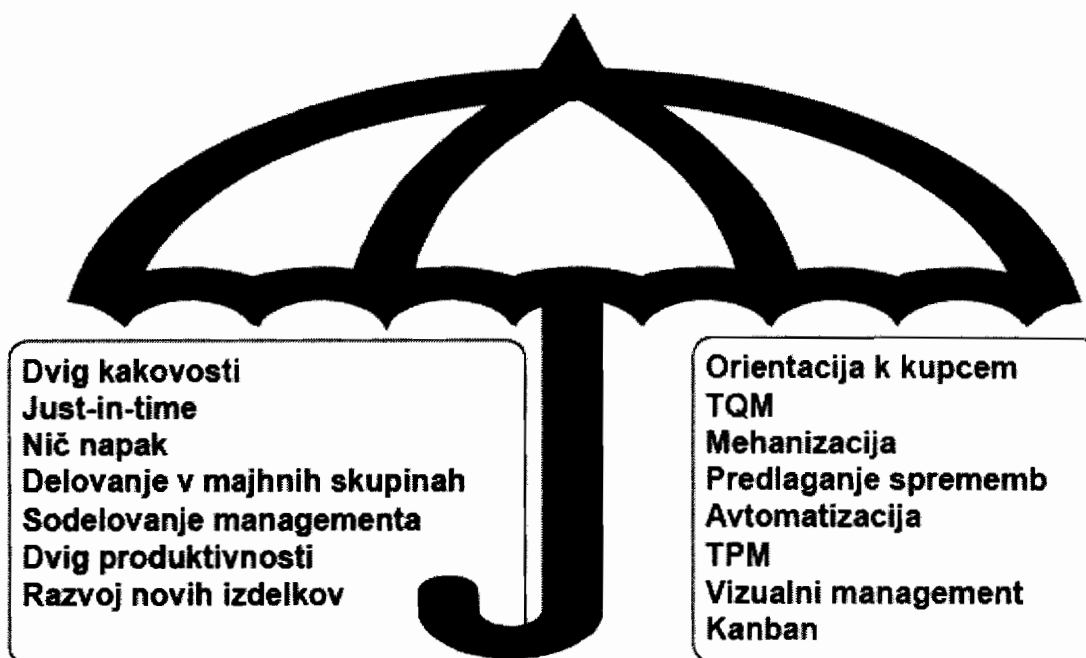 Dvig kakovosti
Just-in-time
Nič napak
Delovanje v majhnih skupinah
Sodelovanje managementa
Dvig produktivnosti
Razvoj novih izdelkov
Orientacija k kupcem
TQM
Mehanizacija
Predlaganje sprememb
Avtomatizacija
TPM
Vizualni management
Kanban